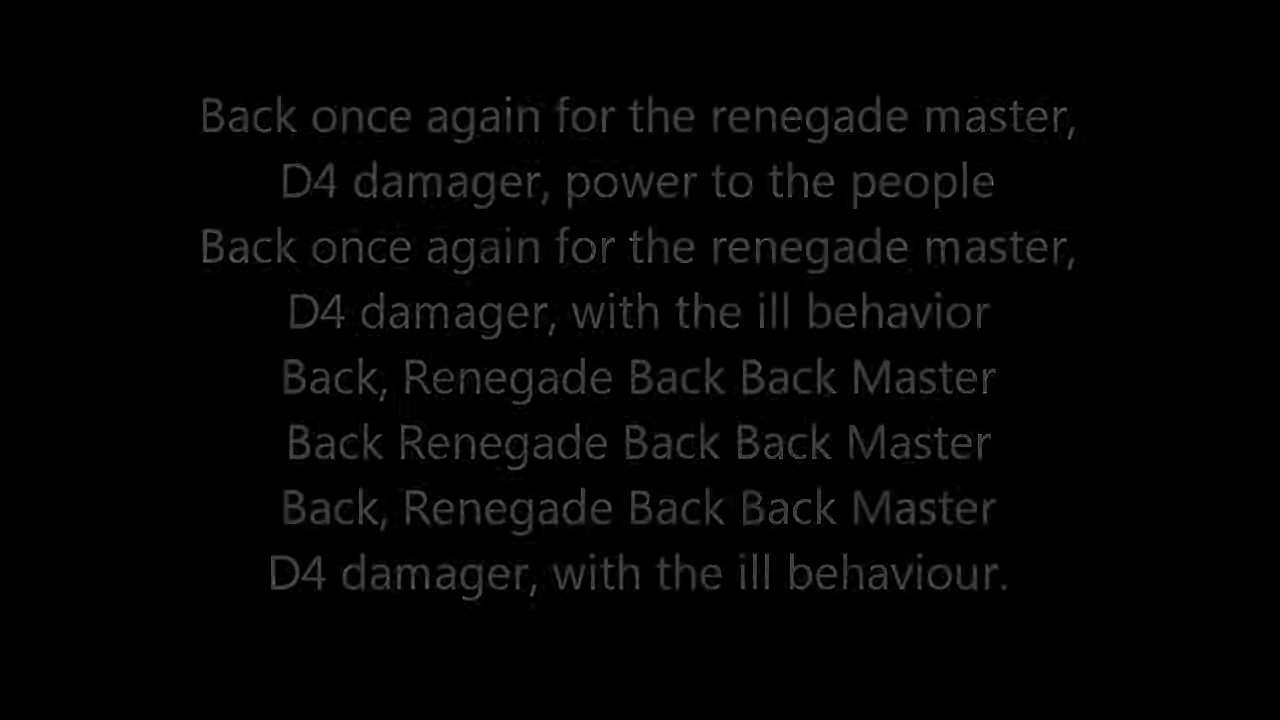 Back once again for the renegade master,
D4 damager, power to the people
Back once again for the renegade master,
D4 damager, with the ill behavior
Back, Renegade Back Back Master
Back Renegade Back Back Master
Back, Renegade Back Back Master
D4 damager, with the ill behaviour.